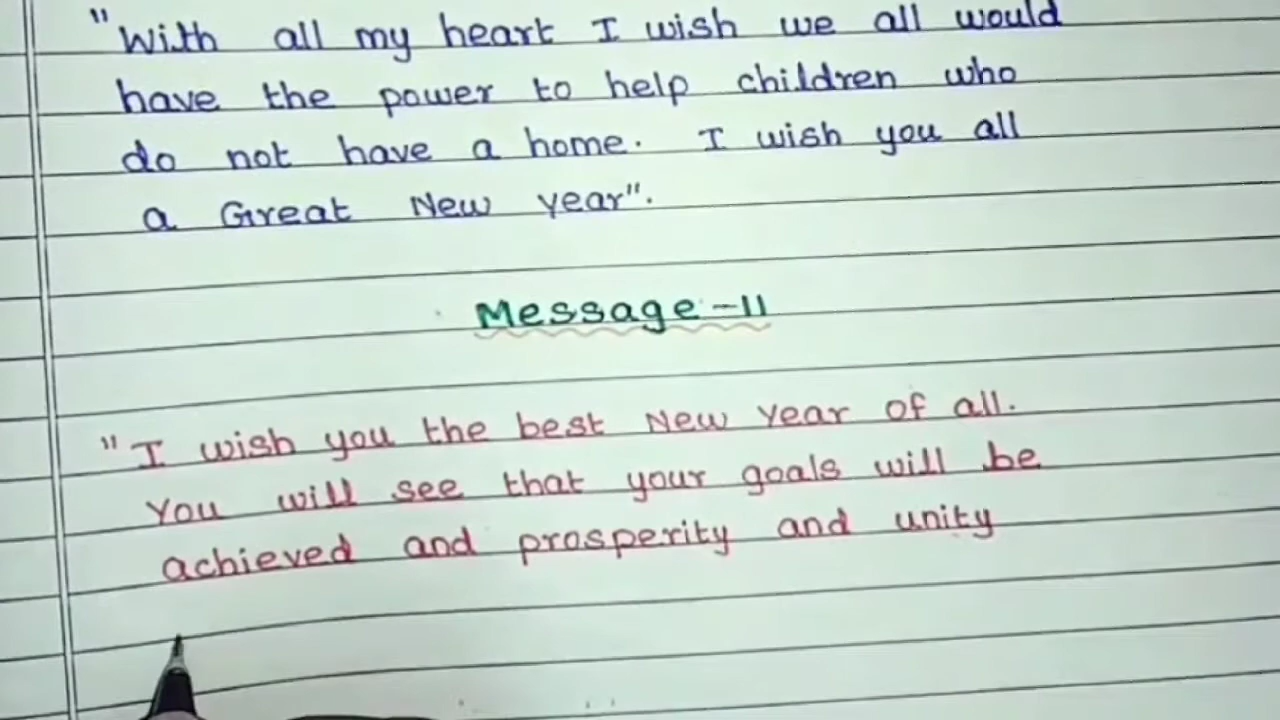 "With all my heart I wish we all would
have the power to help children who
do not have a home. I wish you all
a Great New year".
Message-II
"I wish you the best New year of all.
You will see that your goals will be
achieved and prosperity and unity